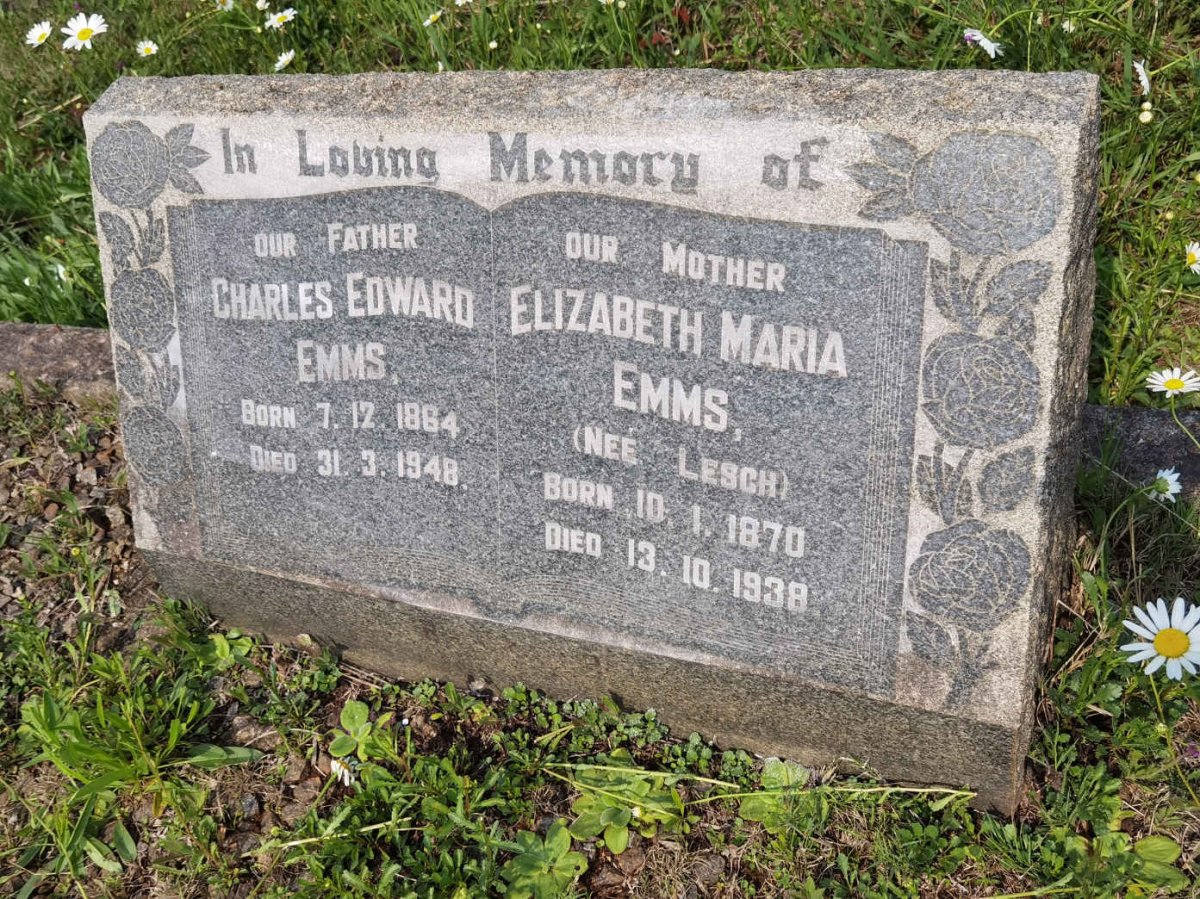 In Loving Memory of
OUR FATHER
CHARLES EDWARD
EMMS,
BORN 7.12.1864
DIED 31.3.1948.
OUR MOTHER
ELIZABETH MARIA
EMMS,
(NEE LESCH)
BORN 10.1.1870
DIED 13.10.1938